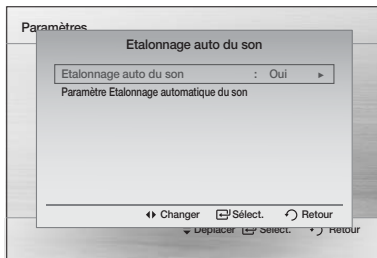 Paramètres
Etalonnage auto du son
Etalonnage auto du son : Oui ►
Paramètre Etalonnage automatique du son
Changer Sélect. Retour
Déplacer Sélect. Retour